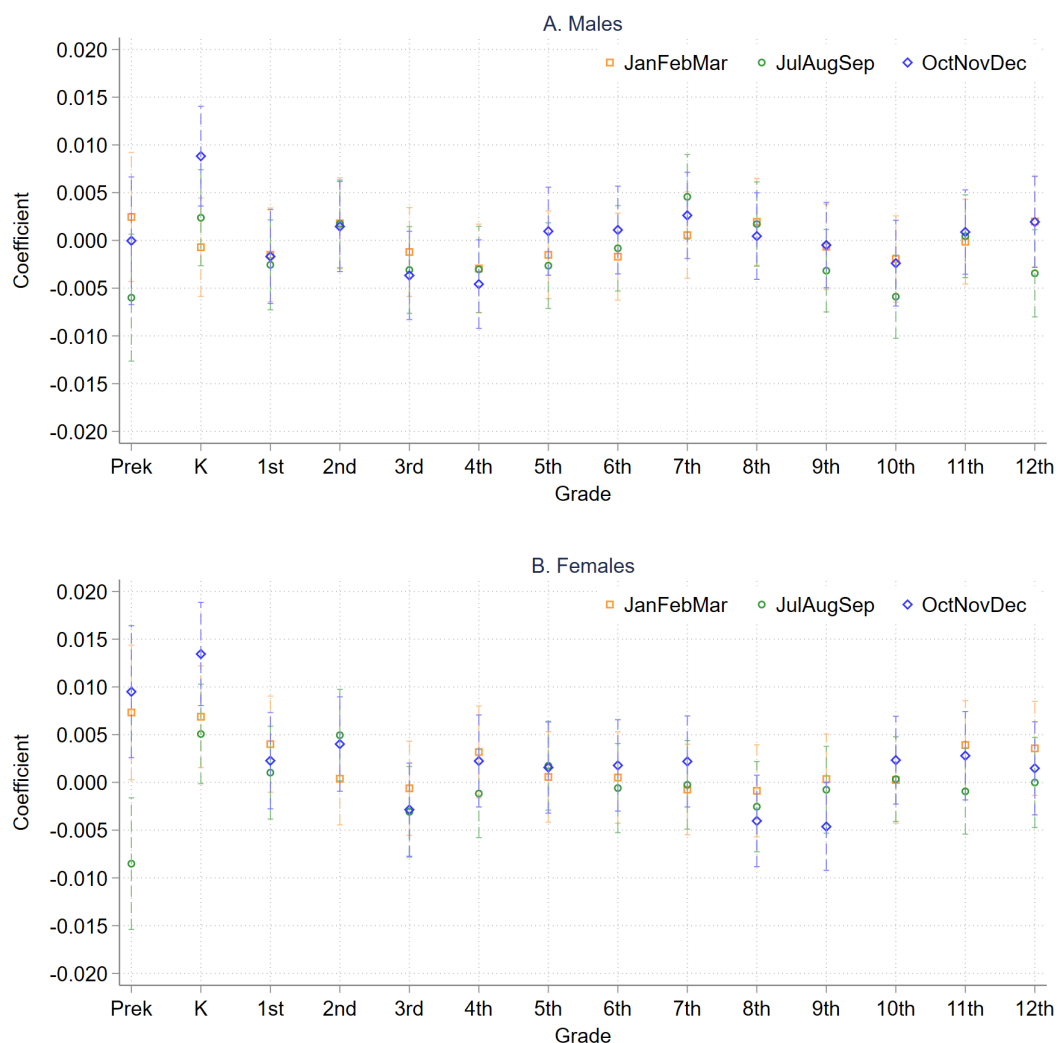 A. Males
JanFebMar JulAugSep OctNovDec
0.020
0.015
0.010
0.005
0.000
-0.005
-0.010
-0.015
-0.020
Coefficient
Prek K 1st 2nd 3rd 4th 5th 6th 7th 8th 9th 10th 11th 12th
Grade
B. Females
JanFebMar JulAugSep OctNovDec
0.020
0.015
0.010
0.005
0.000
-0.005
-0.010
-0.015
-0.020
Coefficient
Prek K 1st 2nd 3rd 4th 5th 6th 7th 8th 9th 10th 11th 12th
Grade